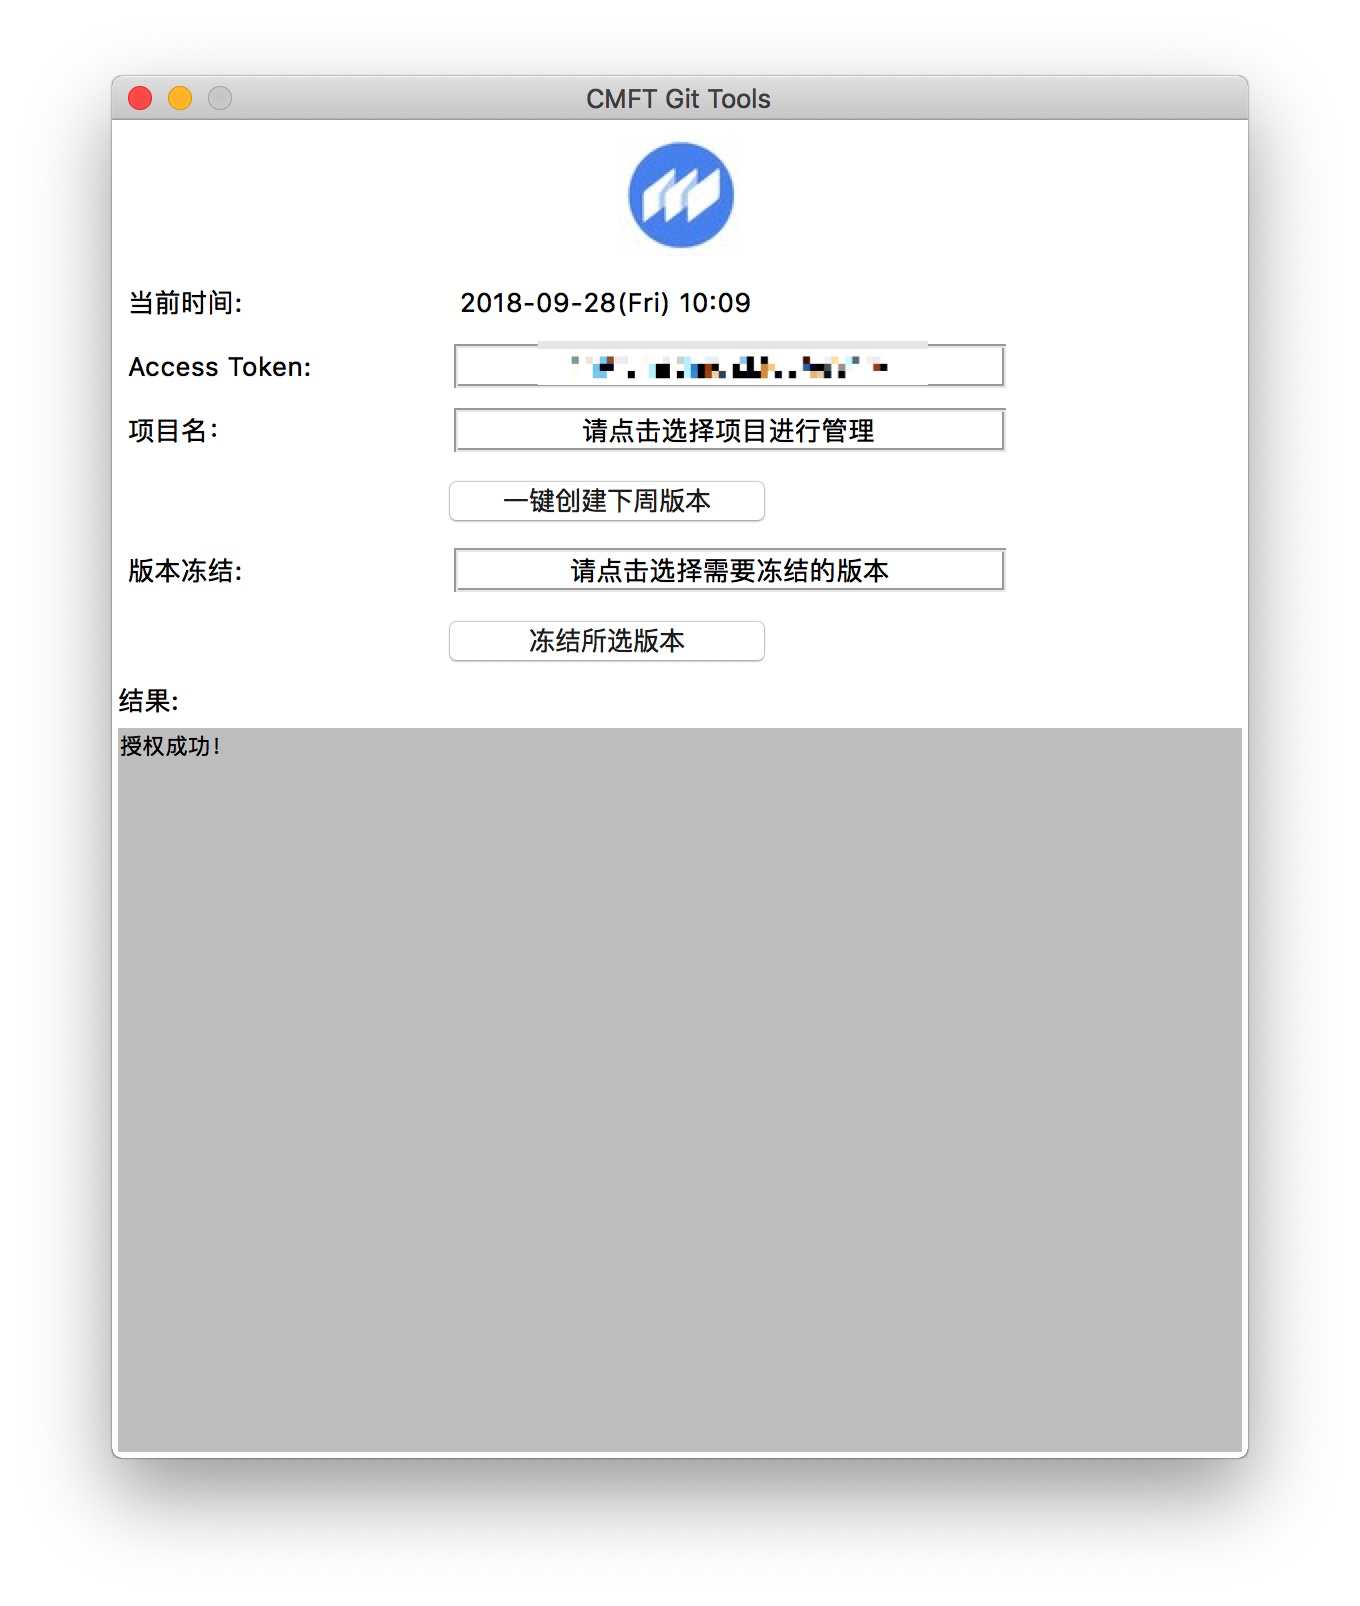 CMFT Git Tools
当前时间: 2018-09-28(Fri) 10:09
Access Token:
项目名: 请点击选择项目进行管理
一键创建下周版本
版本冻结: 请点击选择需要冻结的版本
冻结所选版本
结果:
授权成功!